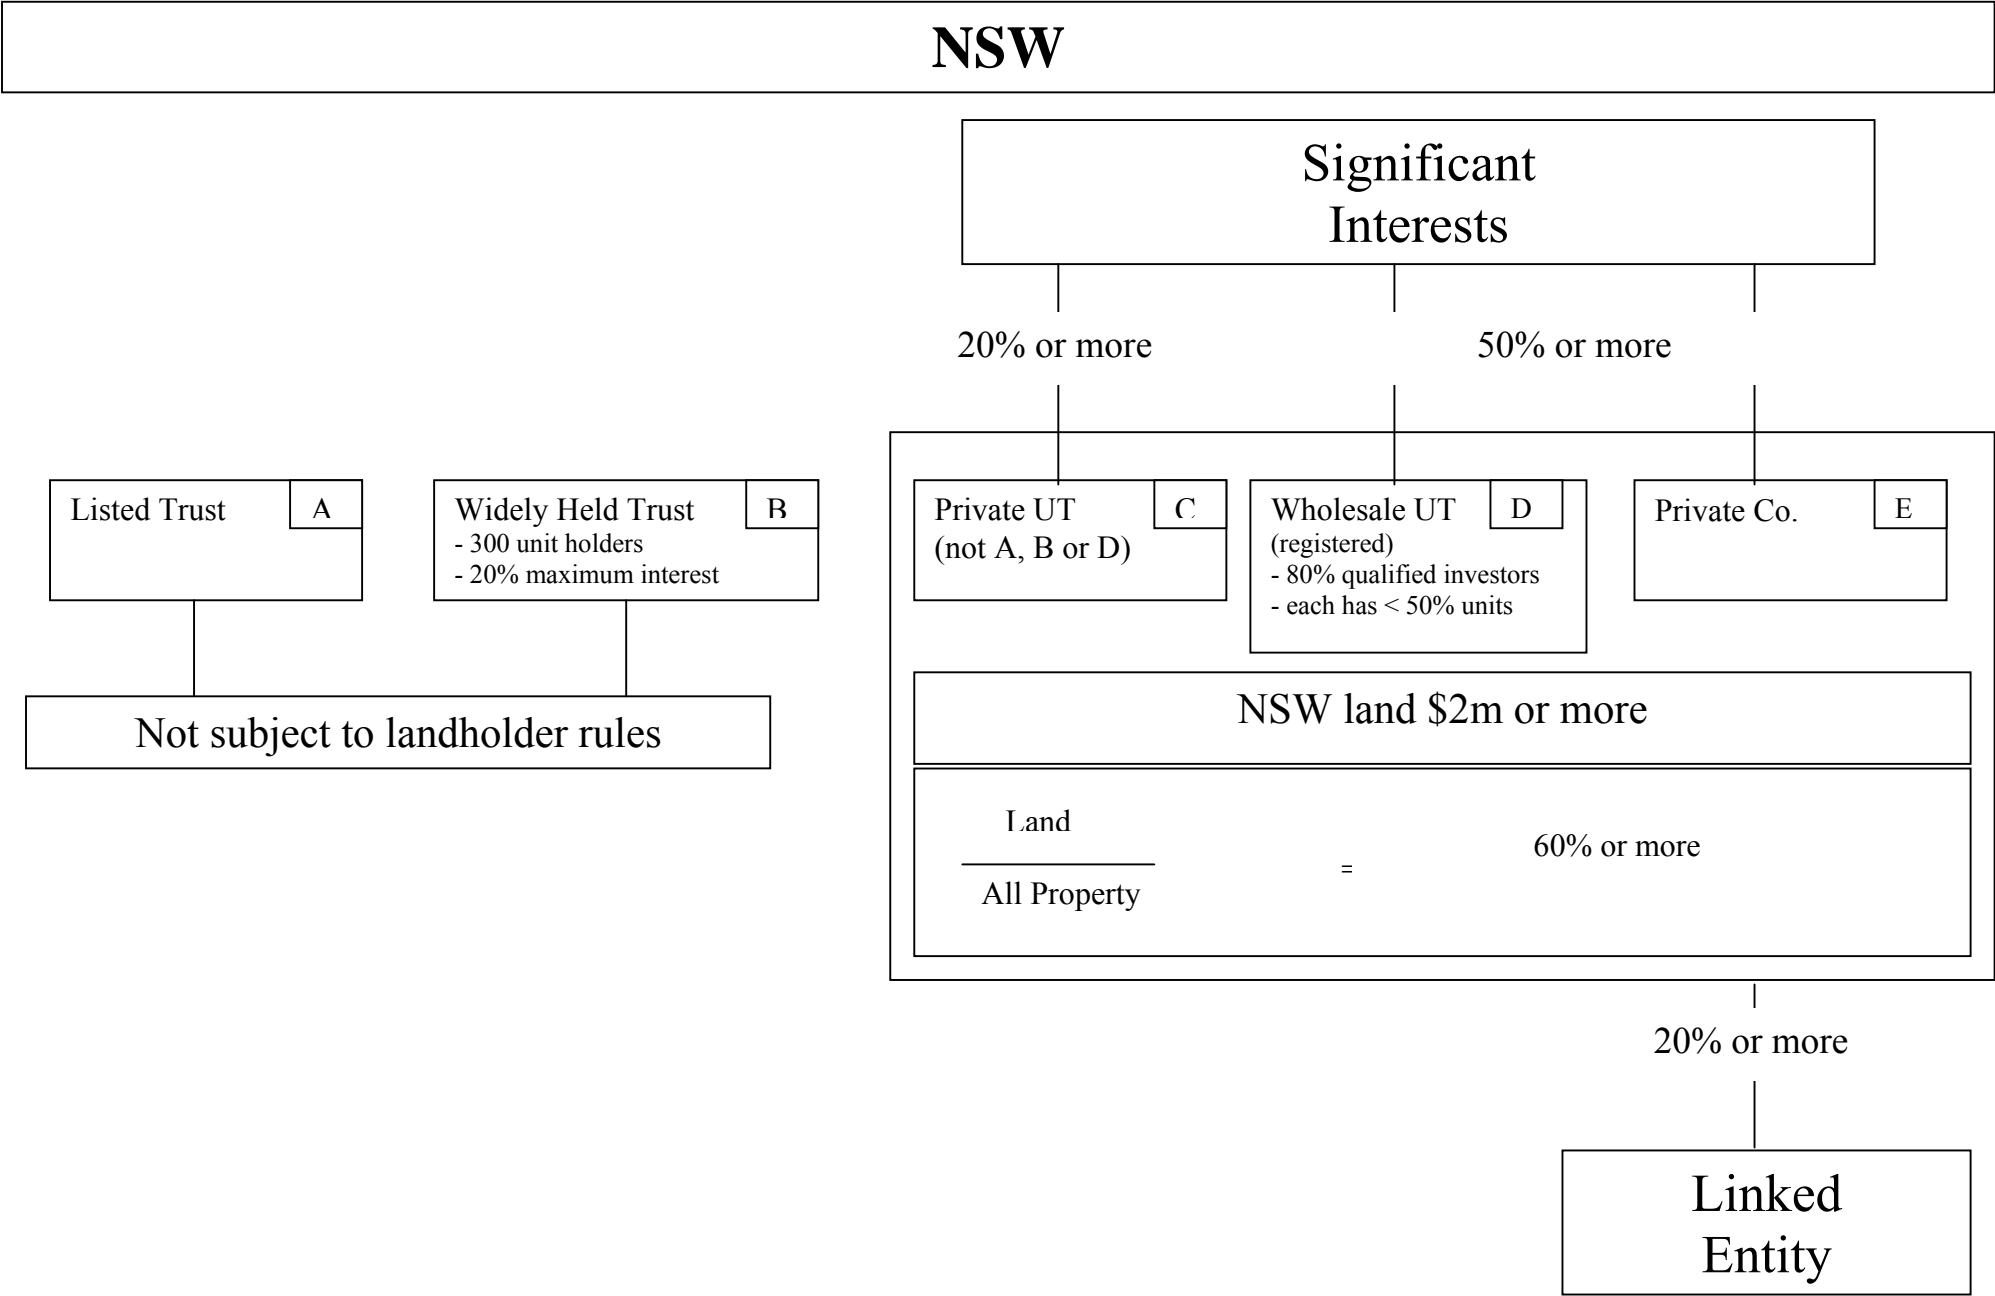 NSW
Significant
Interests
20% or more
50% or more
Listed Trust
A
Widely Held Trust
B
- 300 unit holders
- 20% maximum interest
Private UT
C
(not A, B or D)
Wholesale UT
D
(registered)
- 80% qualified investors
- each has < 50% units
Private Co.
E
Not subject to landholder rules
NSW land $2m or more
Land
All Property
=
60% or more
20% or more
Linked
Entity